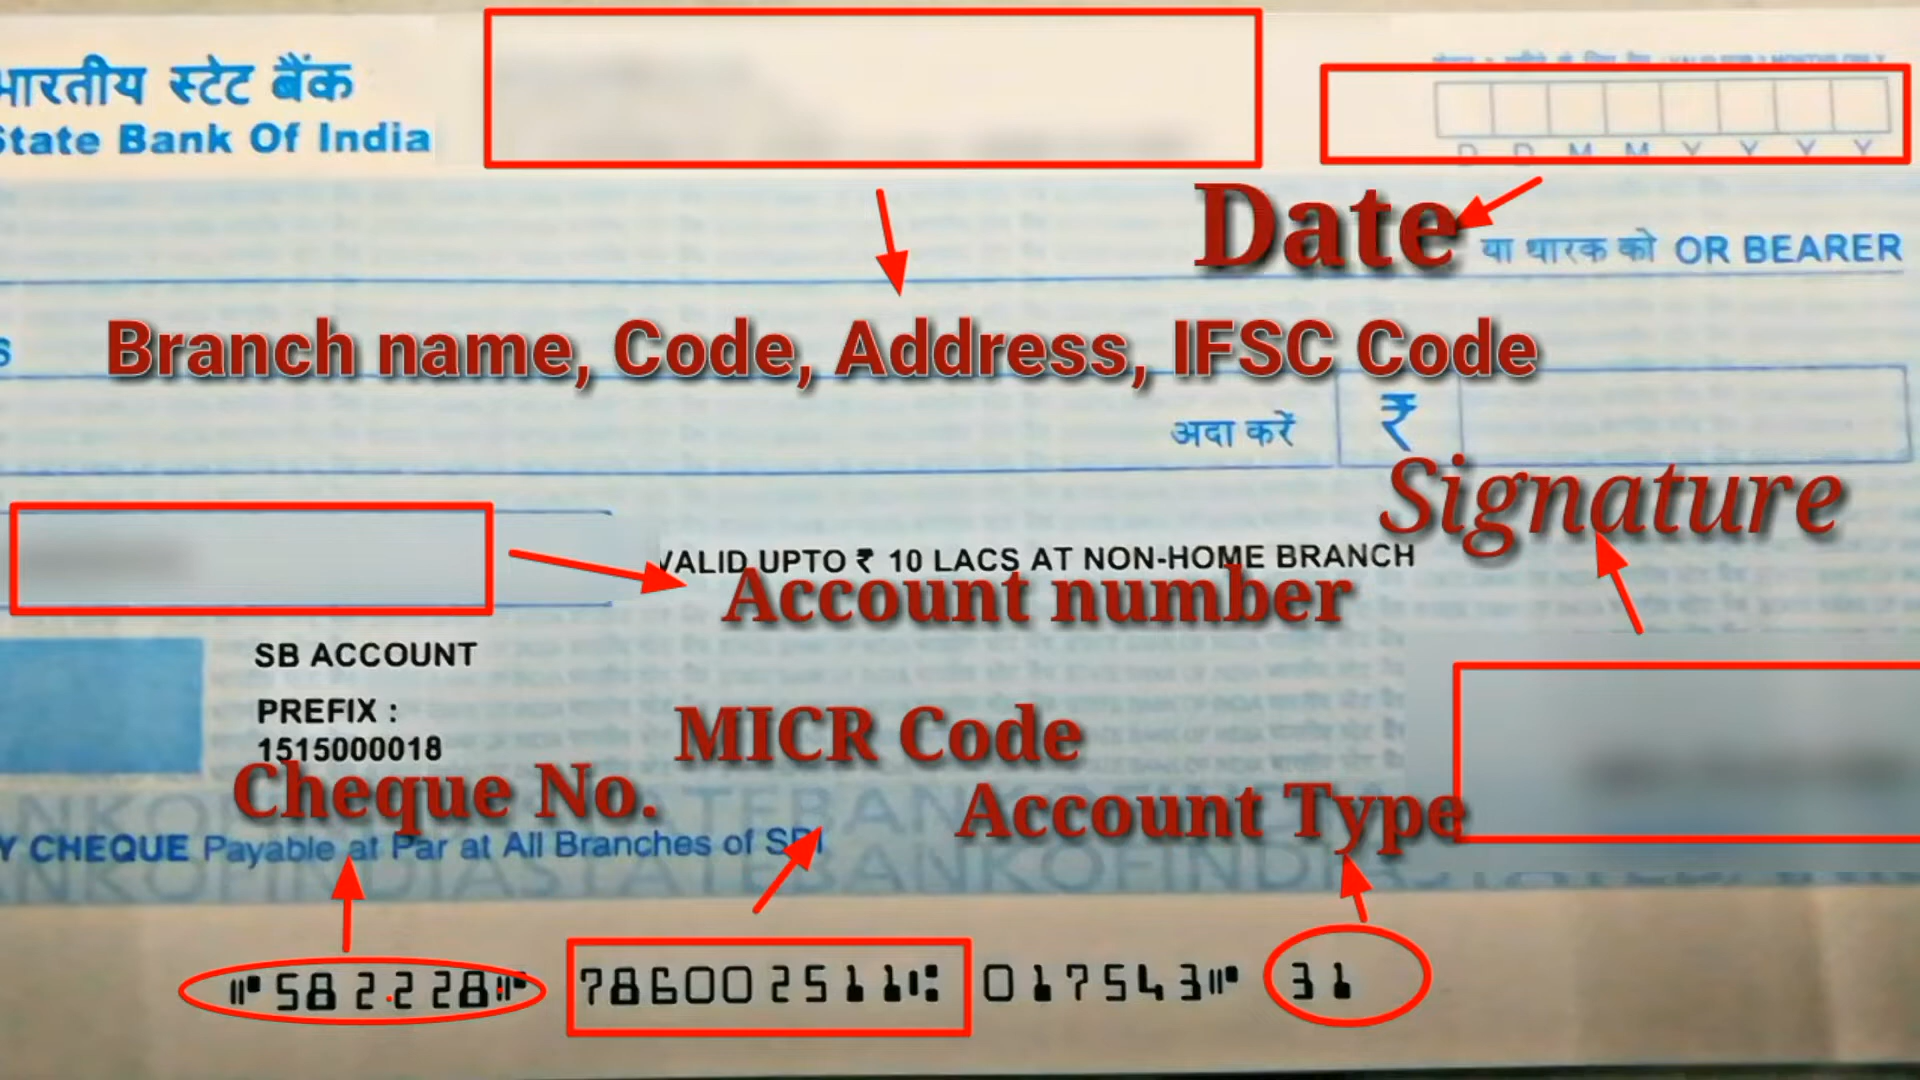 भारतीय स्टेट बैंक
State Bank Of India
D D M M Y Y Y Y
Date
या धारक को OR BEARER
Branch name, Code, Address, IFSC Code
अदा करें ₹
Signature
VALID UPTO ₹ 10 LACS AT NON-HOME BRANCH
Account number
SB ACCOUNT
PREFIX :
1515000018
MICR Code
Cheque No.
Account Type
Y CHEQUE Payable at Par at All Branches of SBI
⑈582228⑈ 786002511⑆ 017543⑈ 31